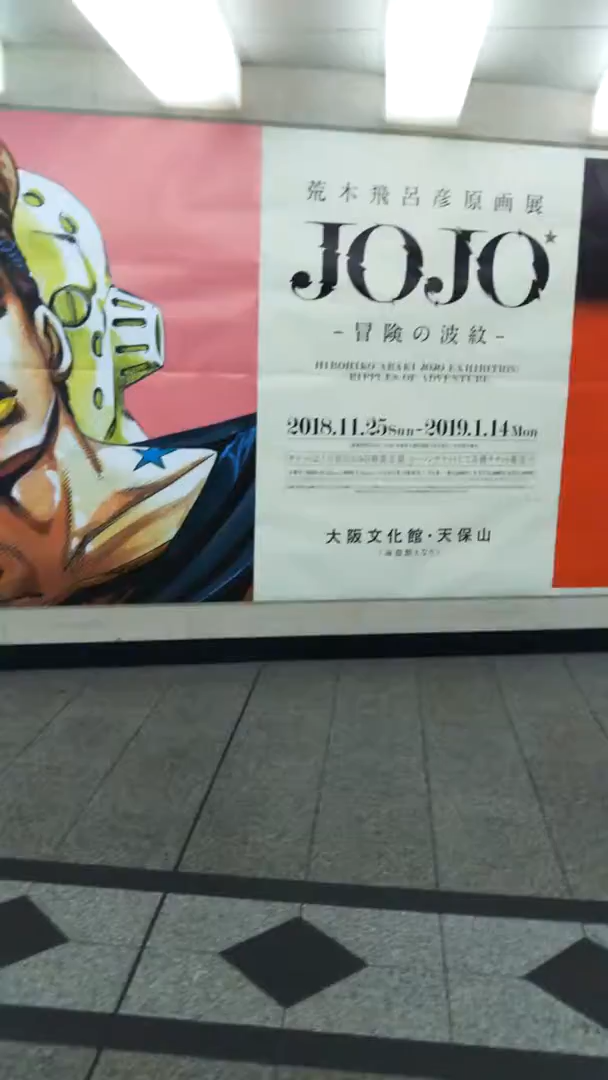 荒木飛呂彦原画展
JOJO
-冒険の波紋-
HIROHIKO ARAKI JOJO EXHIBITION:
RIPPLES OF ADVENTURE
2018.11.25Sun-2019.1.14Mon
大阪文化館・天保山